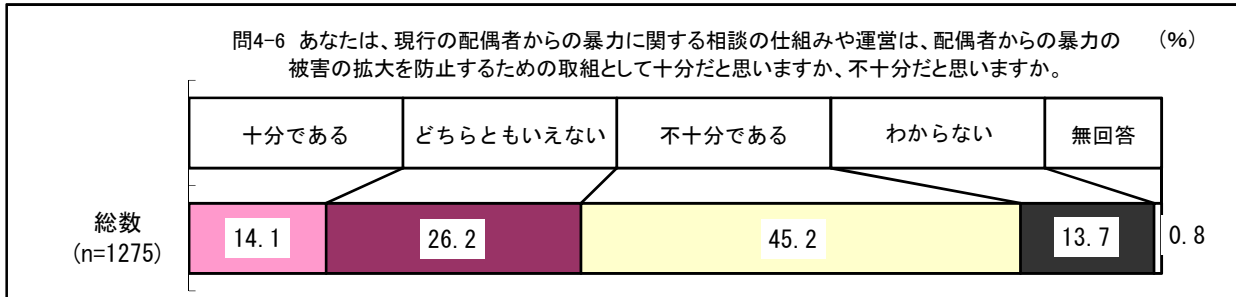 問4-6 あなたは、現行の配偶者からの暴力に関する相談の仕組みや運営は、配偶者からの暴力の (%)
被害の拡大を防止するための取組として十分だと思いますか、不十分だと思いますか。
十分である どちらともいえない 不十分である わからない 無回答
総数
(n=1275)
14.1 26.2 45.2 13.7 0.8